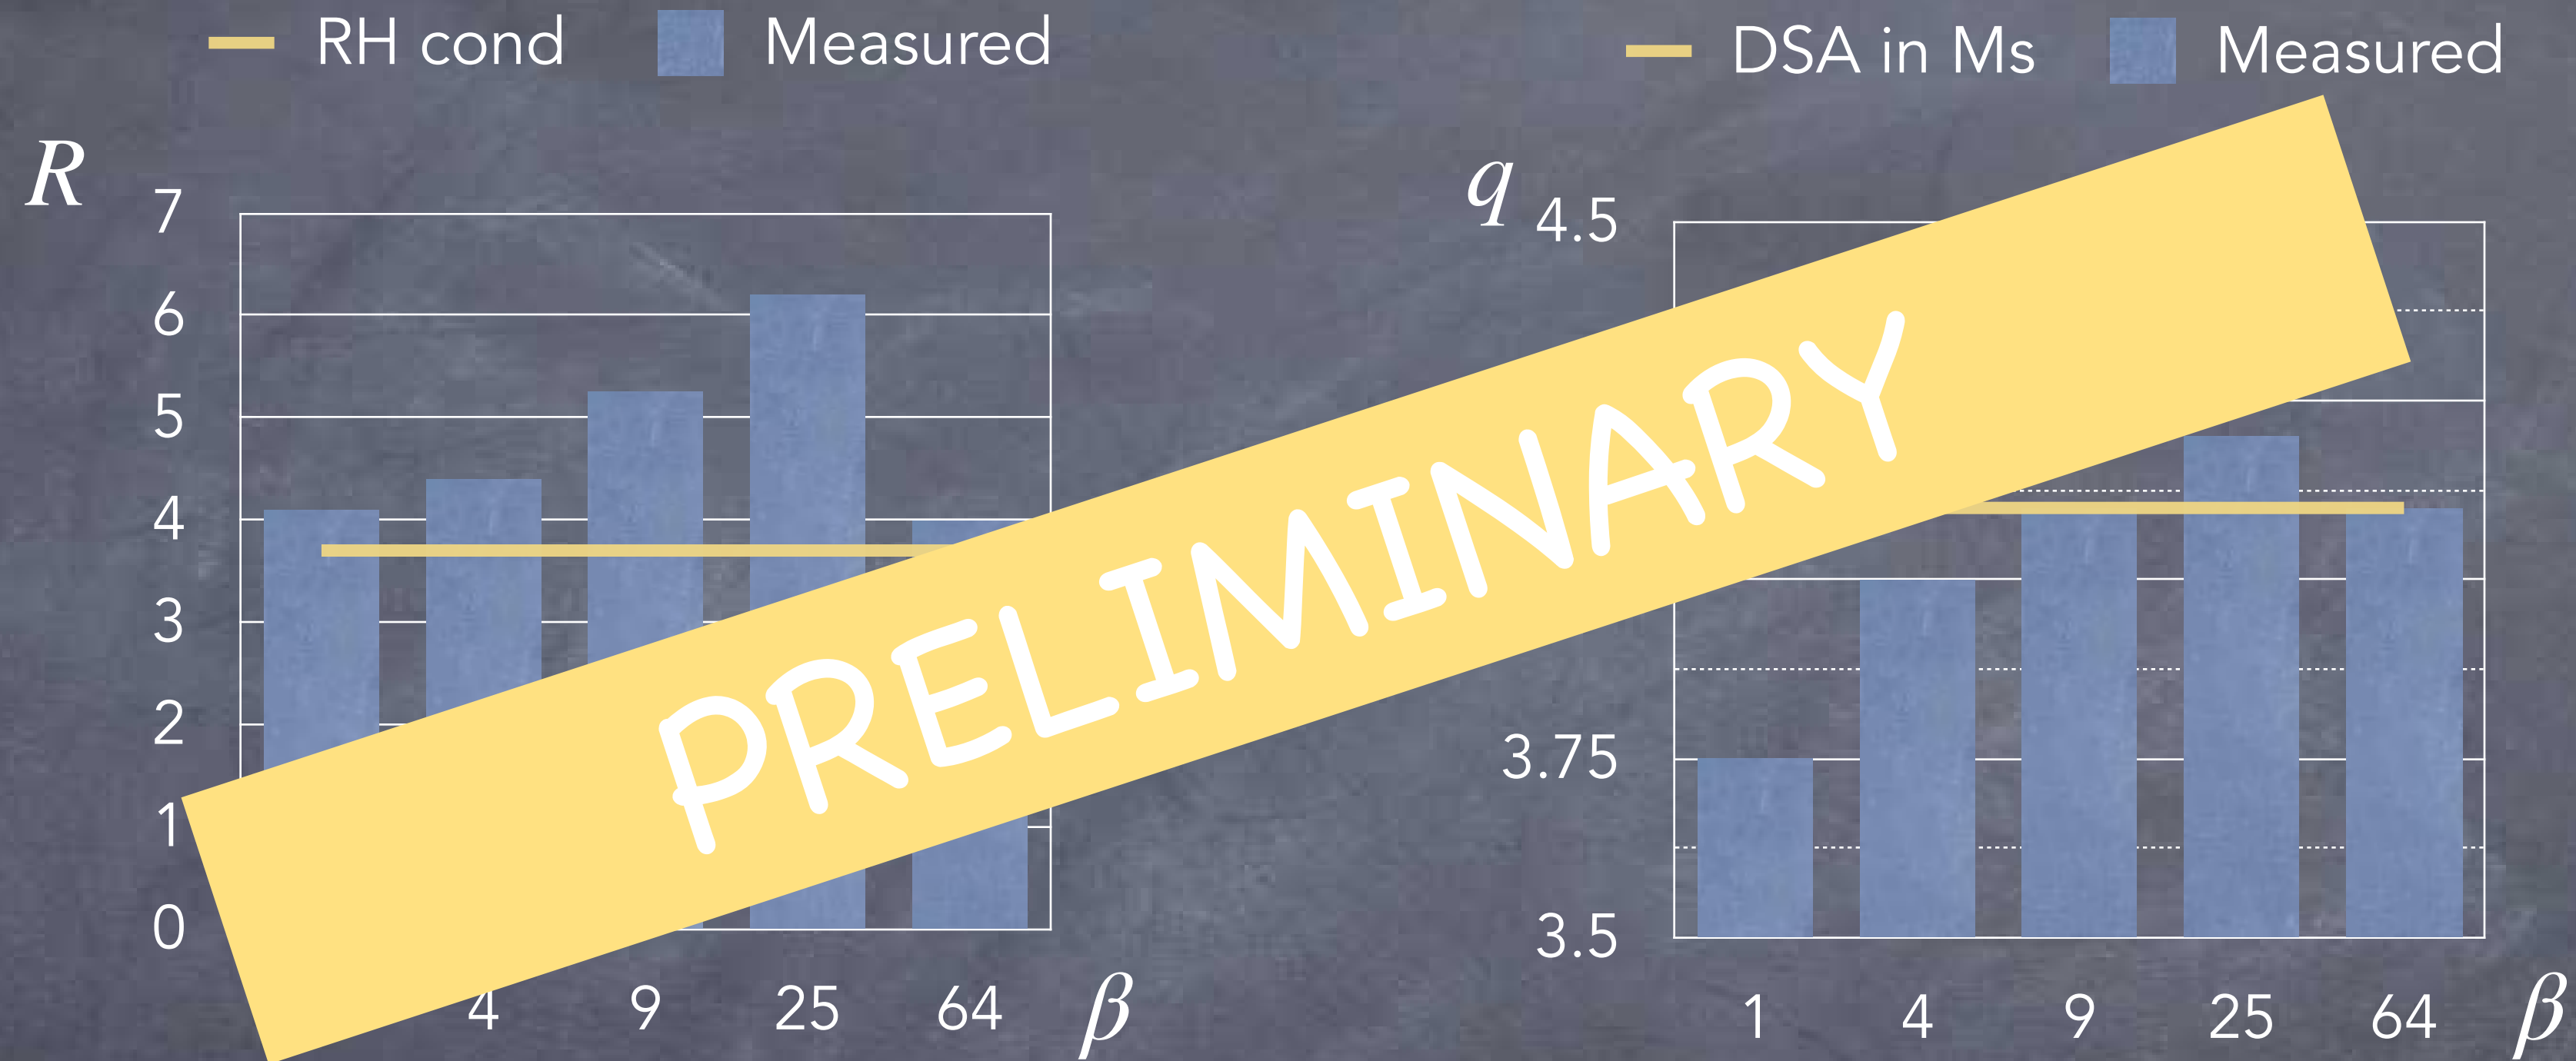 RH cond Measured
R
7
6
5
4
3
2
1
0
4 9 25 64 β
DSA in Ms Measured
q
4.5
3.75
3.5
1 4 9 25 64 β
PRELIMINARY